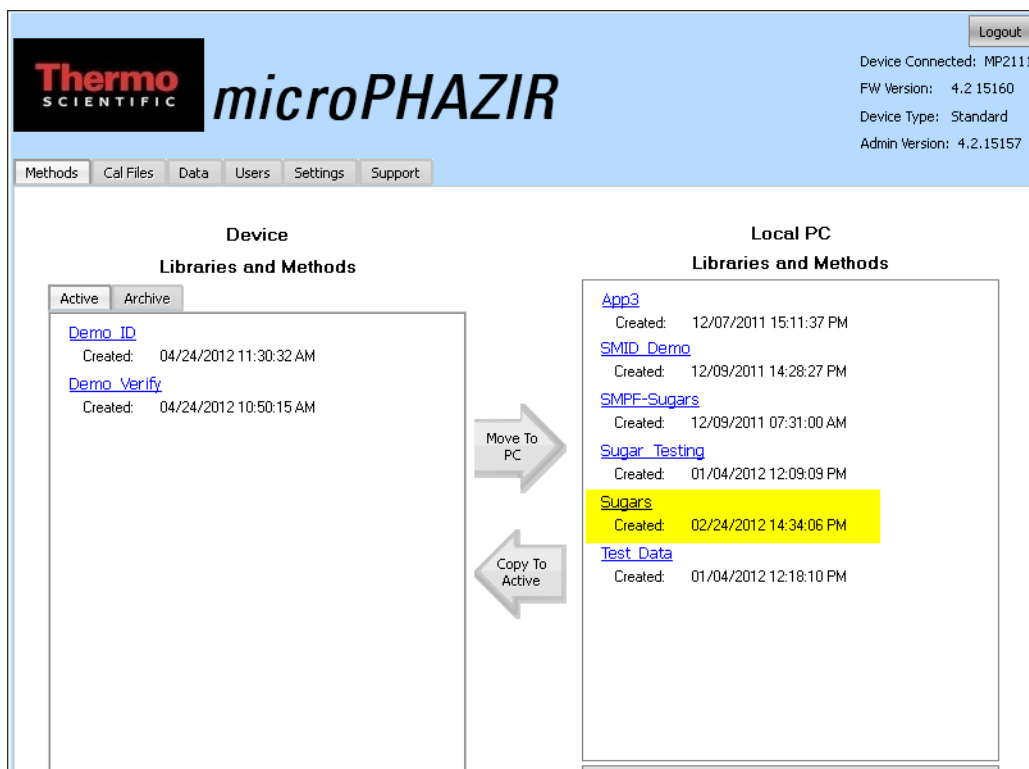 Logout
Thermo
SCIENTIFIC
microPHAZIR
Device Connected: MP2111
FW Version: 4.2 15160
Device Type: Standard
Admin Version: 4.2.15157
Methods Cal Files Data Users Settings Support
Device
Libraries and Methods
Active Archive
Demo_ID
Created: 04/24/2012 11:30:32 AM
Demo_Verify
Created: 04/24/2012 10:50:15 AM
Move To
PC
Copy To
Active
Local PC
Libraries and Methods
App3
Created: 12/07/2011 15:11:37 PM
SMID_Demo
Created: 12/09/2011 14:28:27 PM
SMPF-Sugars
Created: 12/09/2011 07:31:00 AM
Sugar_Testing
Created: 01/04/2012 12:09:09 PM
Sugars
Created: 02/24/2012 14:34:06 PM
Test_Data
Created: 01/04/2012 12:18:10 PM